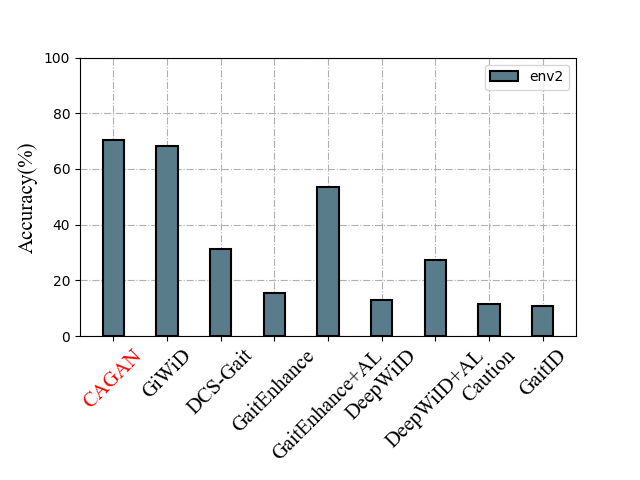 100
80
60
40
20
0
Accuracy(%)
env2
CAGAN
GiWiD
DCS-Gait
GaitEnhance
GaitEnhance+AL
DeepWiID
DeepWiID+AL
Caution
GaitID